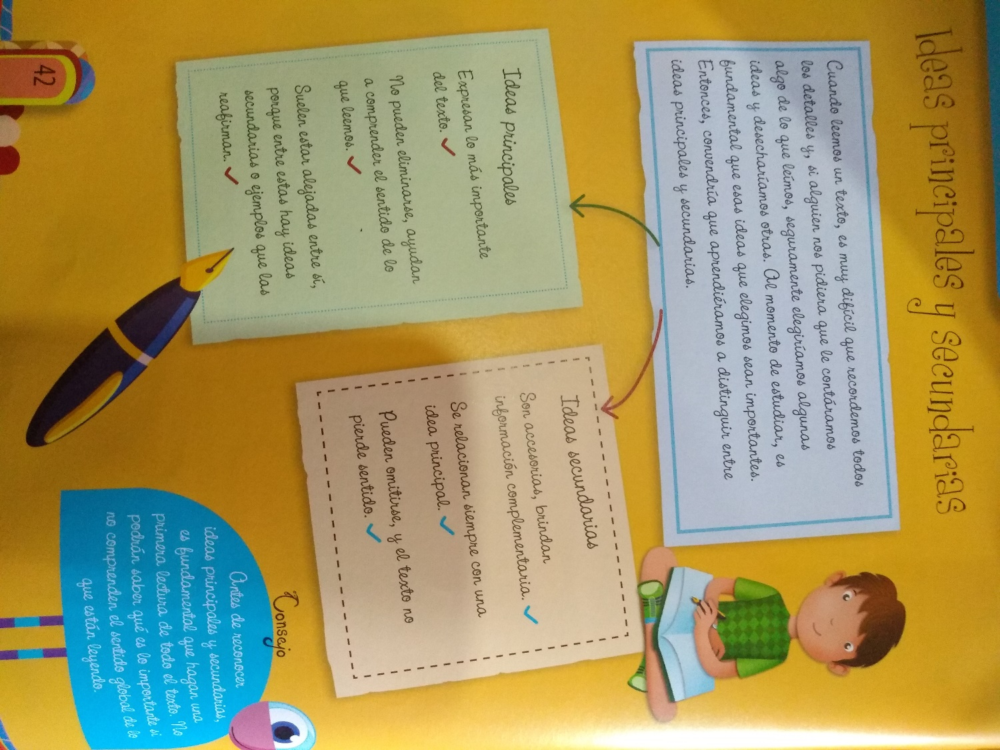 Ideas principales y secundarias
Cuando leemos un texto, es muy difícil que recordemos todos
los detalles y, si alguien nos pidiera que le contáramos
algo de lo que leímos, seguramente elegiríamos algunas
ideas y desecharíamos otras. Al momento de estudiar, es
fundamental que esas ideas que elegimos sean importantes.
Entonces, convendría que aprendiéramos a distinguir entre
ideas principales y secundarias.
Ideas principales
Expresan lo más importante
del texto.
No pueden eliminarse, ayudan
a comprender el sentido de lo
que leemos.
Suelen estar alejadas entre sí,
porque entre estas hay ideas
secundarias o ejemplos que las
reafirman.
Ideas secundarias
Son accesorias, brindan
información complementaria.
Se relacionan siempre con una
idea principal.
Pueden omitirse, y el texto no
pierde sentido.
Consejo
Antes de reconocer
ideas principales y secundarias,
es fundamental que hagan una
primera lectura de todo el texto. No
podrán saber qué es lo importante si
no comprenden el sentido global de lo
que están leyendo.
42